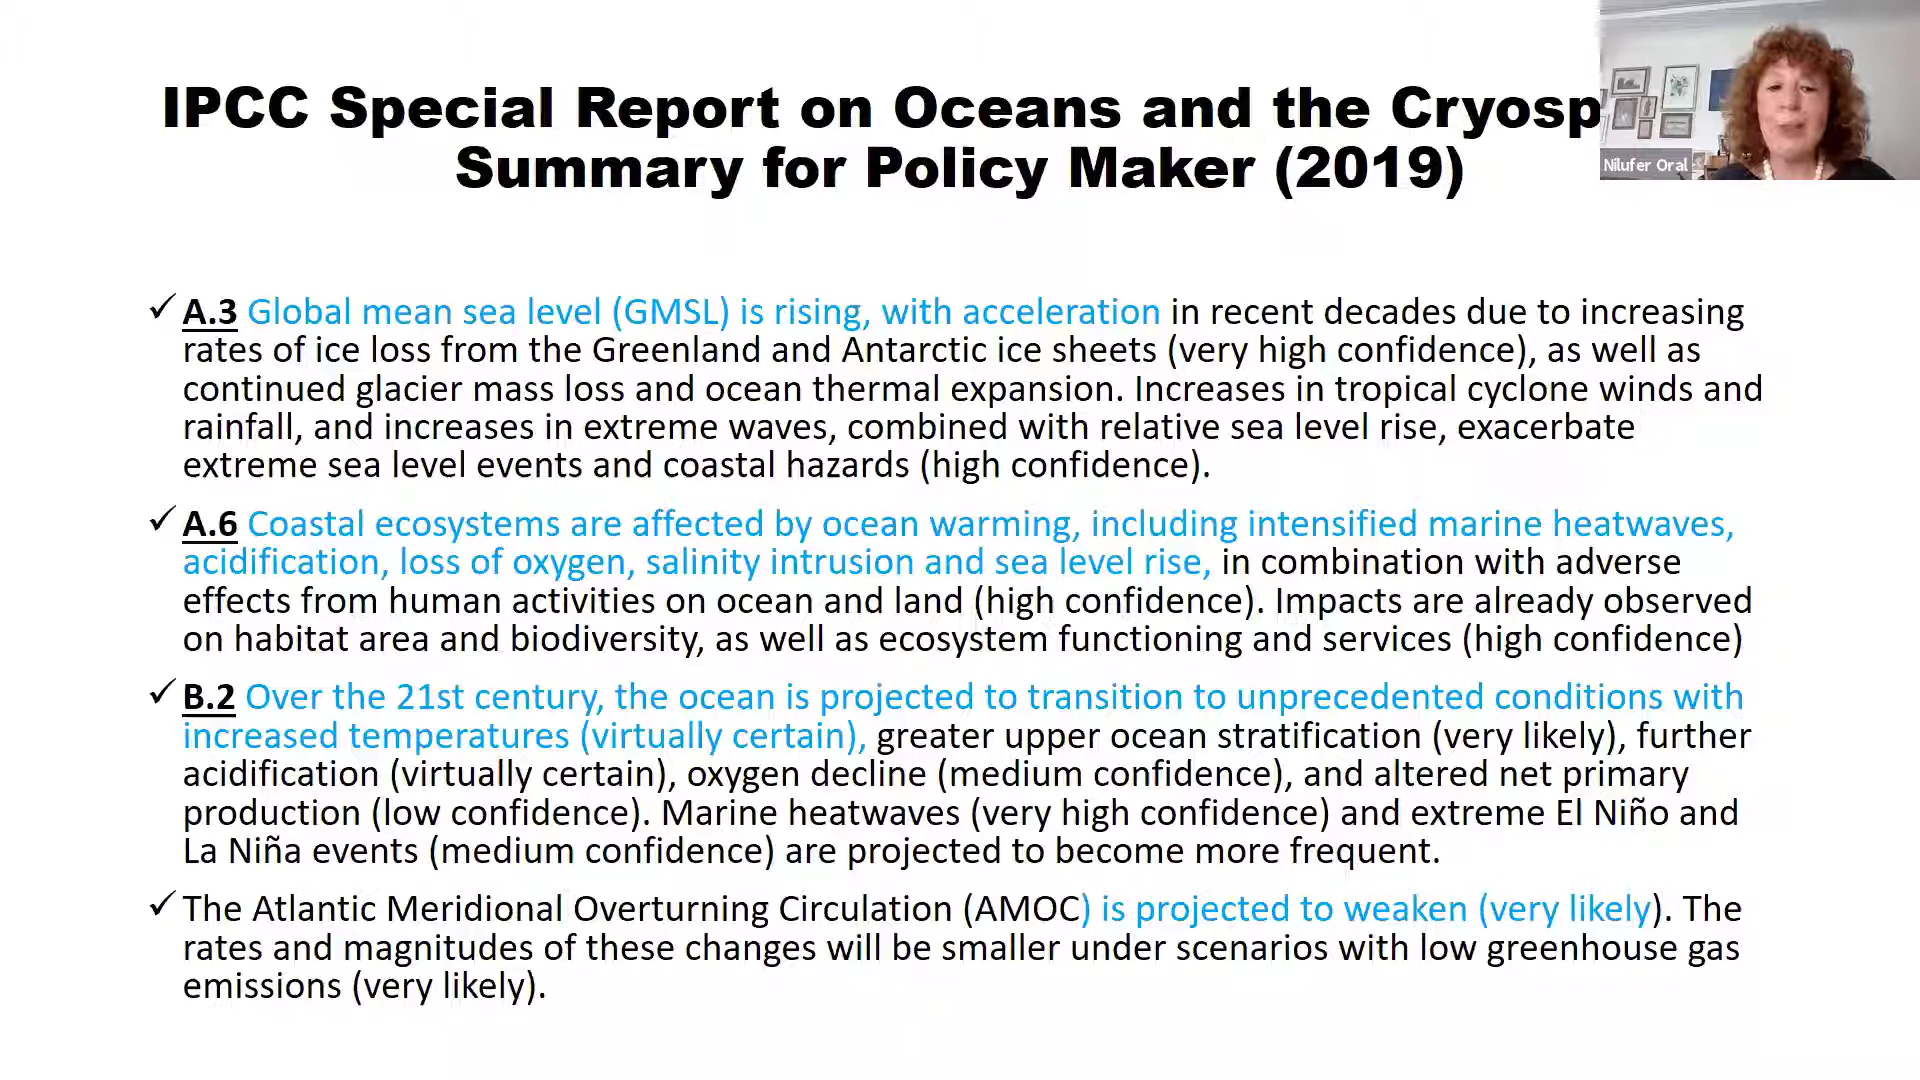 IPCC Special Report on Oceans and the Cryosp
Summary for Policy Maker (2019)
Nilufer Oral
✓ A.3 Global mean sea level (GMSL) is rising, with acceleration in recent decades due to increasing
rates of ice loss from the Greenland and Antarctic ice sheets (very high confidence), as well as
continued glacier mass loss and ocean thermal expansion. Increases in tropical cyclone winds and
rainfall, and increases in extreme waves, combined with relative sea level rise, exacerbate
extreme sea level events and coastal hazards (high confidence).
✓ A.6 Coastal ecosystems are affected by ocean warming, including intensified marine heatwaves,
acidification, loss of oxygen, salinity intrusion and sea level rise, in combination with adverse
effects from human activities on ocean and land (high confidence). Impacts are already observed
on habitat area and biodiversity, as well as ecosystem functioning and services (high confidence)
✓ B.2 Over the 21st century, the ocean is projected to transition to unprecedented conditions with
increased temperatures (virtually certain), greater upper ocean stratification (very likely), further
acidification (virtually certain), oxygen decline (medium confidence), and altered net primary
production (low confidence). Marine heatwaves (very high confidence) and extreme El Niño and
La Niña events (medium confidence) are projected to become more frequent.
✓ The Atlantic Meridional Overturning Circulation (AMOC) is projected to weaken (very likely). The
rates and magnitudes of these changes will be smaller under scenarios with low greenhouse gas
emissions (very likely).